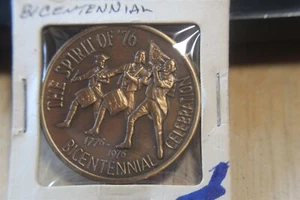 BICENTENNIAL
THE SPIRIT OF '76
1776-
1976
BICENTENNIAL CELEBRATION